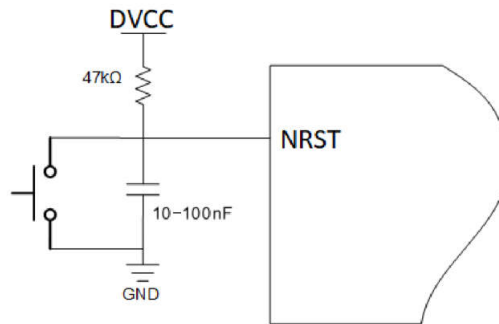 DVCC
47kΩ
NRST
10-100nF
GND